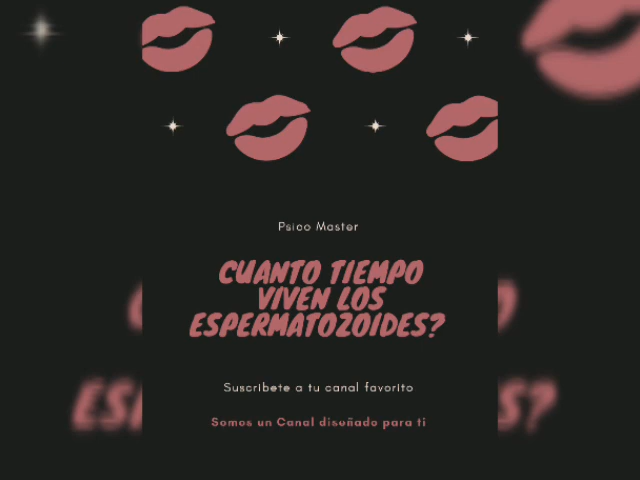 Psico Master
CUANTO TIEMPO
VIVEN LOS
ESPERMATOZOIDES?
Suscribete a tu canal favorito
Somos un Canal diseñado para ti